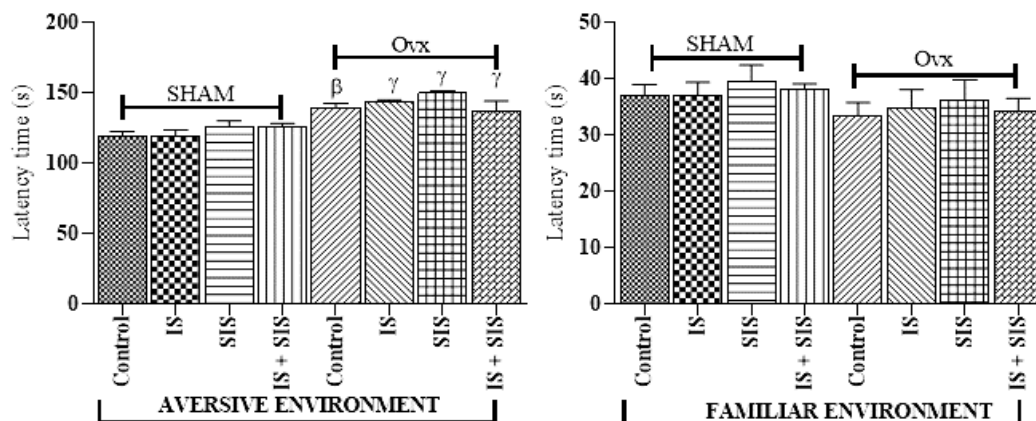 Latency time (s)
200
150
100
50
0
SHAM
Ovx
β
γ
γ
γ
Control
IS
SIS
IS + SIS
Control
IS
SIS
IS + SIS
AVERSIVE ENVIRONMENT
Latency time (s)
50
40
30
20
10
0
SHAM
Ovx
Control
IS
SIS
IS + SIS
Control
IS
SIS
IS + SIS
FAMILIAR ENVIRONMENT